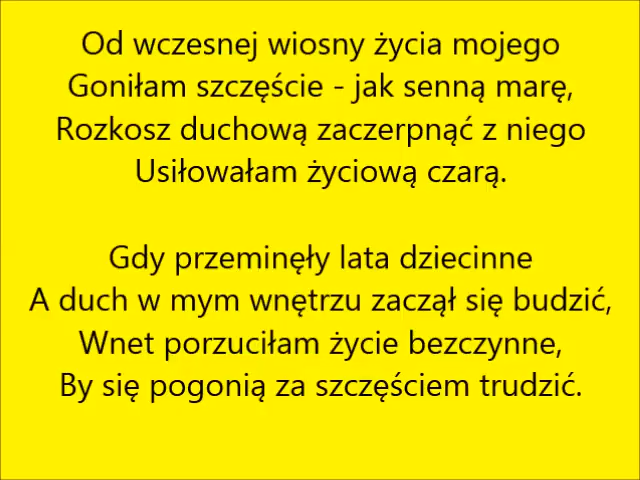 Od wczesnej wiosny życia mojego
Goniłam szczęście - jak senną marę,
Rozkosz duchową zaczerpnąć z niego
Usiłowałam życiową czarą.
Gdy przeminęły lata dziecinne
A duch w mym wnętrzu zaczął się budzić,
Wnet porzuciłam życie bezczynne,
By się pogonią za szczęściem trudzić.